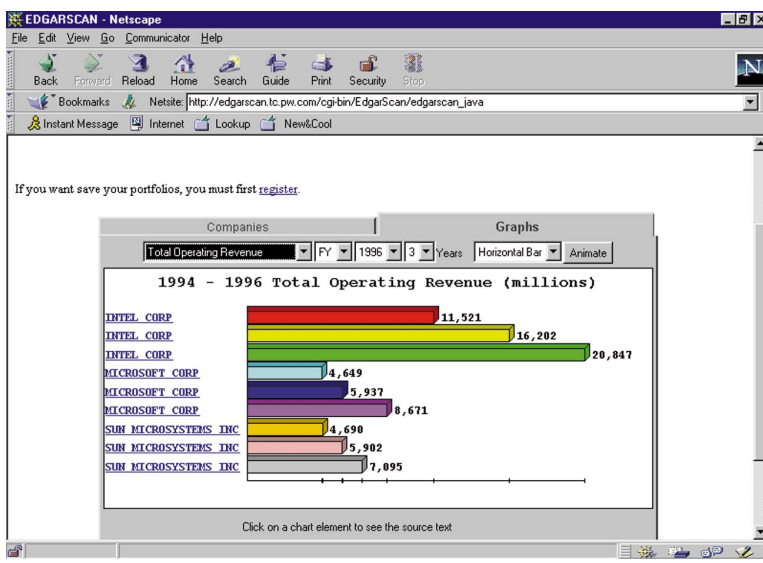 EDGARSCAN - Netscape
File Edit View Go Communicator Help
Back Forward Reload Home Search Guide Print Security Stop
N
Bookmarks Netsite: http://edgarscan.tc.pw.com/cgi-bin/EdgarScan/edgarscan_java
Instant Message Internet Lookup New&Cool
If you want save your portfolios, you must first register.
Companies Graphs
Total Operating Revenue FY 1996 3 Years Horizontal Bar Animate
1994 - 1996 Total Operating Revenue (millions)
INTEL CORP 11,521
INTEL CORP 16,202
INTEL CORP 20,847
MICROSOFT CORP 4,649
MICROSOFT CORP 5,937
MICROSOFT CORP 8,671
SUN MICROSYSTEMS INC 4,690
SUN MICROSYSTEMS INC 5,902
SUN MICROSYSTEMS INC 7,095
Click on a chart element to see the source text